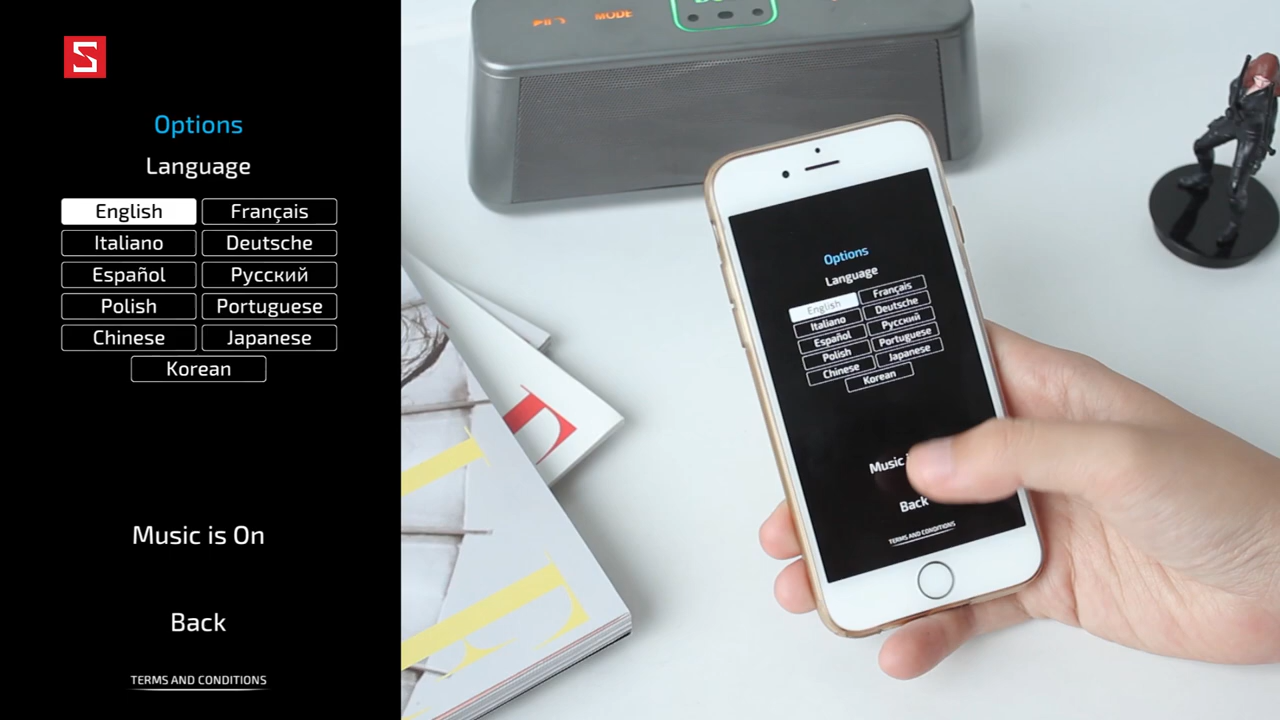 S
Options
Language
English
Français
Italiano
Deutsche
Español
Русский
Polish
Portuguese
Chinese
Japanese
Korean
Music is On
Back
TERMS AND CONDITIONS
MODE
Options
Language
English
Français
Italiano
Deutsche
Español
Русский
Polish
Portuguese
Chinese
Japanese
Korean
Music
Back
TERMS AND CONDITIONS